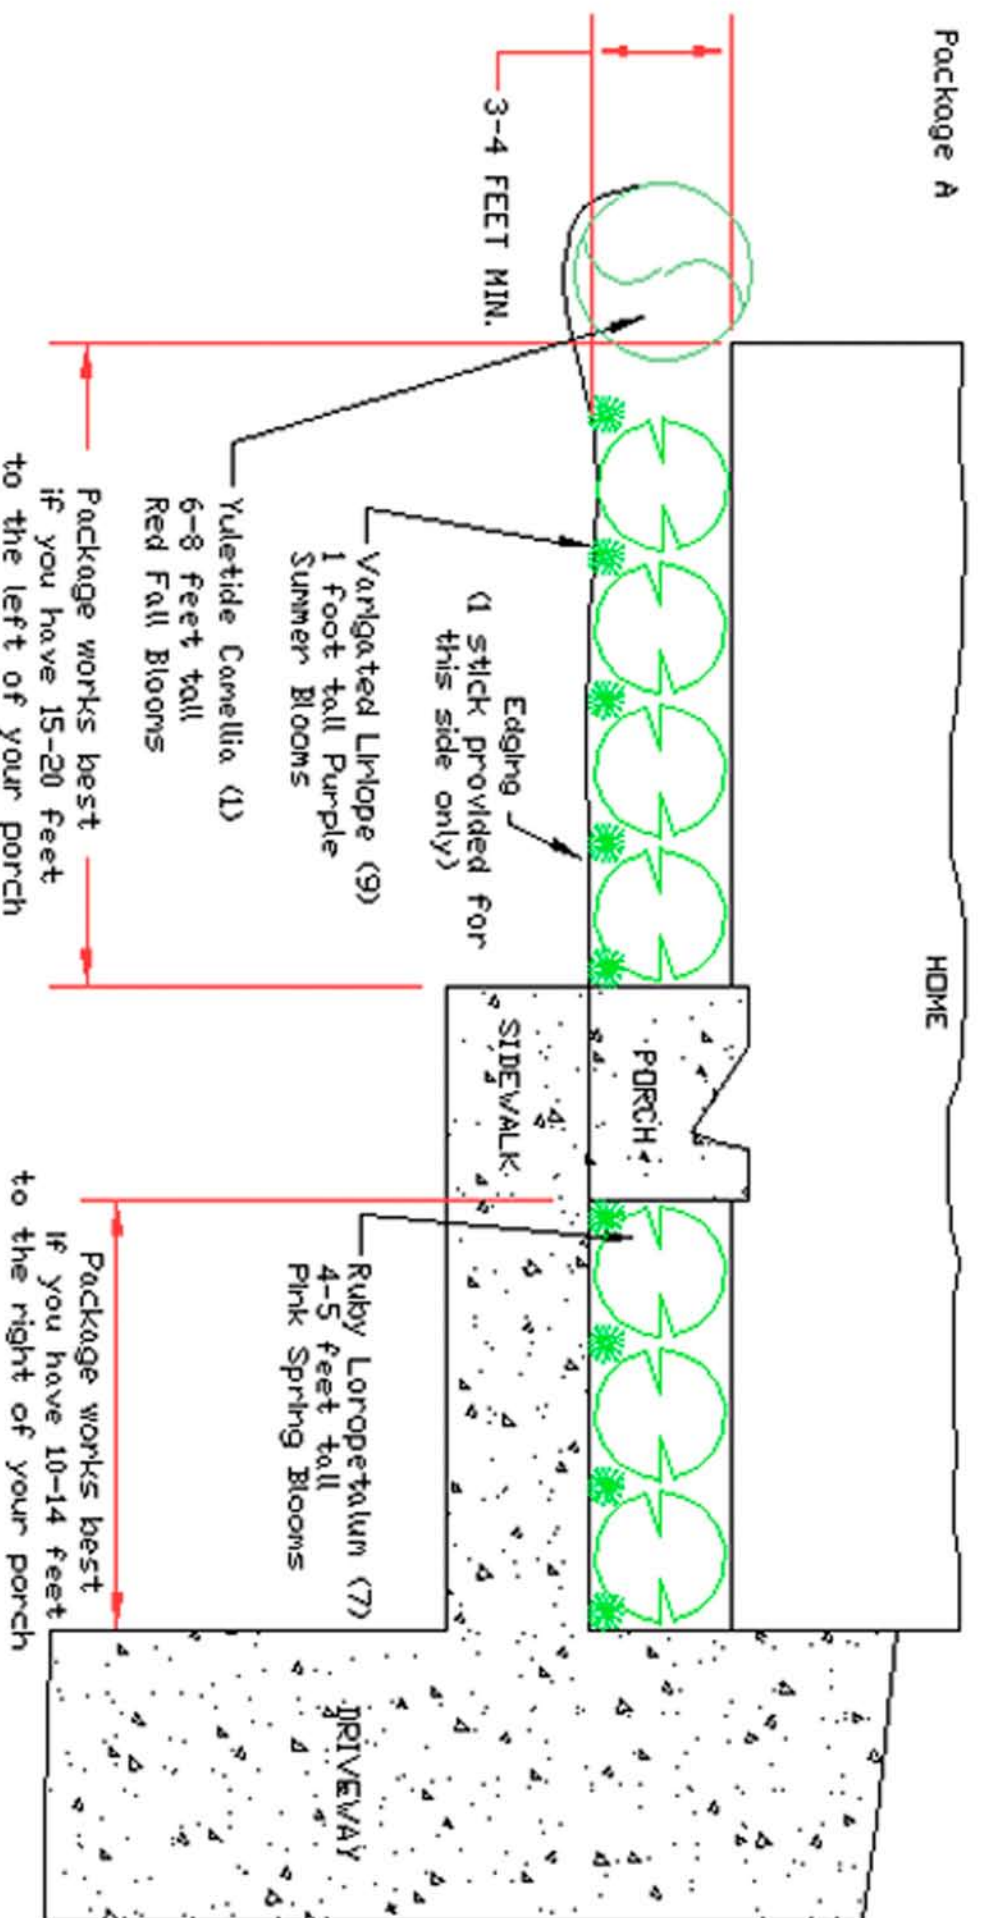 Package A
HOME
3-4 FEET MIN.
PORCH
SIDEWALK
Edging
(1 stick provided for
this side only)
Varigated Liriope (9)
1 foot tall Purple
Summer Blooms
Yuletide Camellia (1)
6-8 feet tall
Red Fall Blooms
Ruby Loropetalum (7)
4-5 feet tall
Pink Spring Blooms
DRIVEWAY
Package works best
if you have 15-20 feet
to the left of your porch
Package works best
if you have 10-14 feet
to the right of your porch